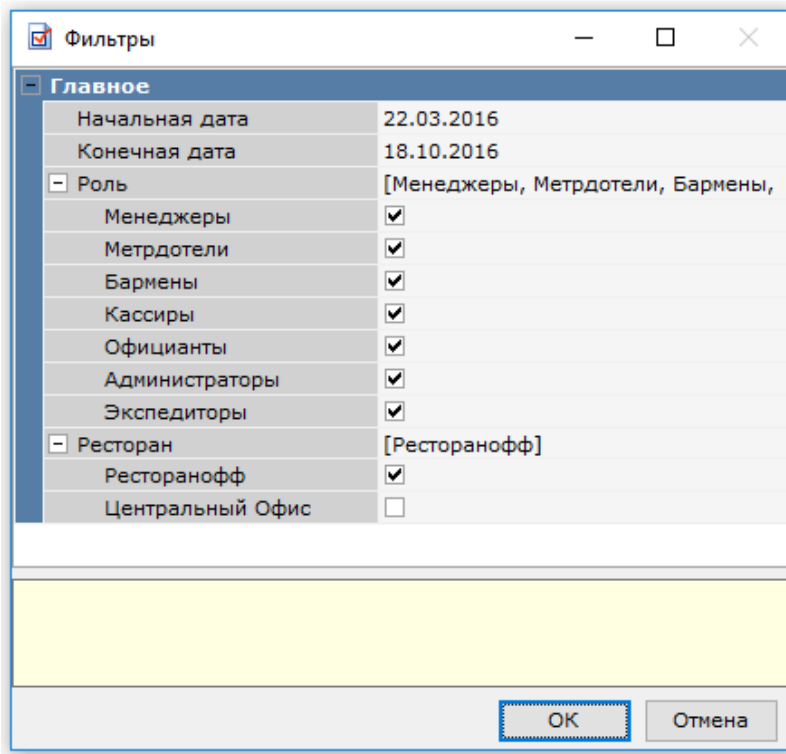 Фильтры
Главное
Начальная дата 22.03.2016
Конечная дата 18.10.2016
Роль [Менеджеры, Метрдотели, Бармены,
Менеджеры
Метрдотели
Бармены
Кассиры
Официанты
Администраторы
Экспедиторы
Ресторан [Ресторанофф]
Ресторанофф
Центральный Офис
ОК Отмена